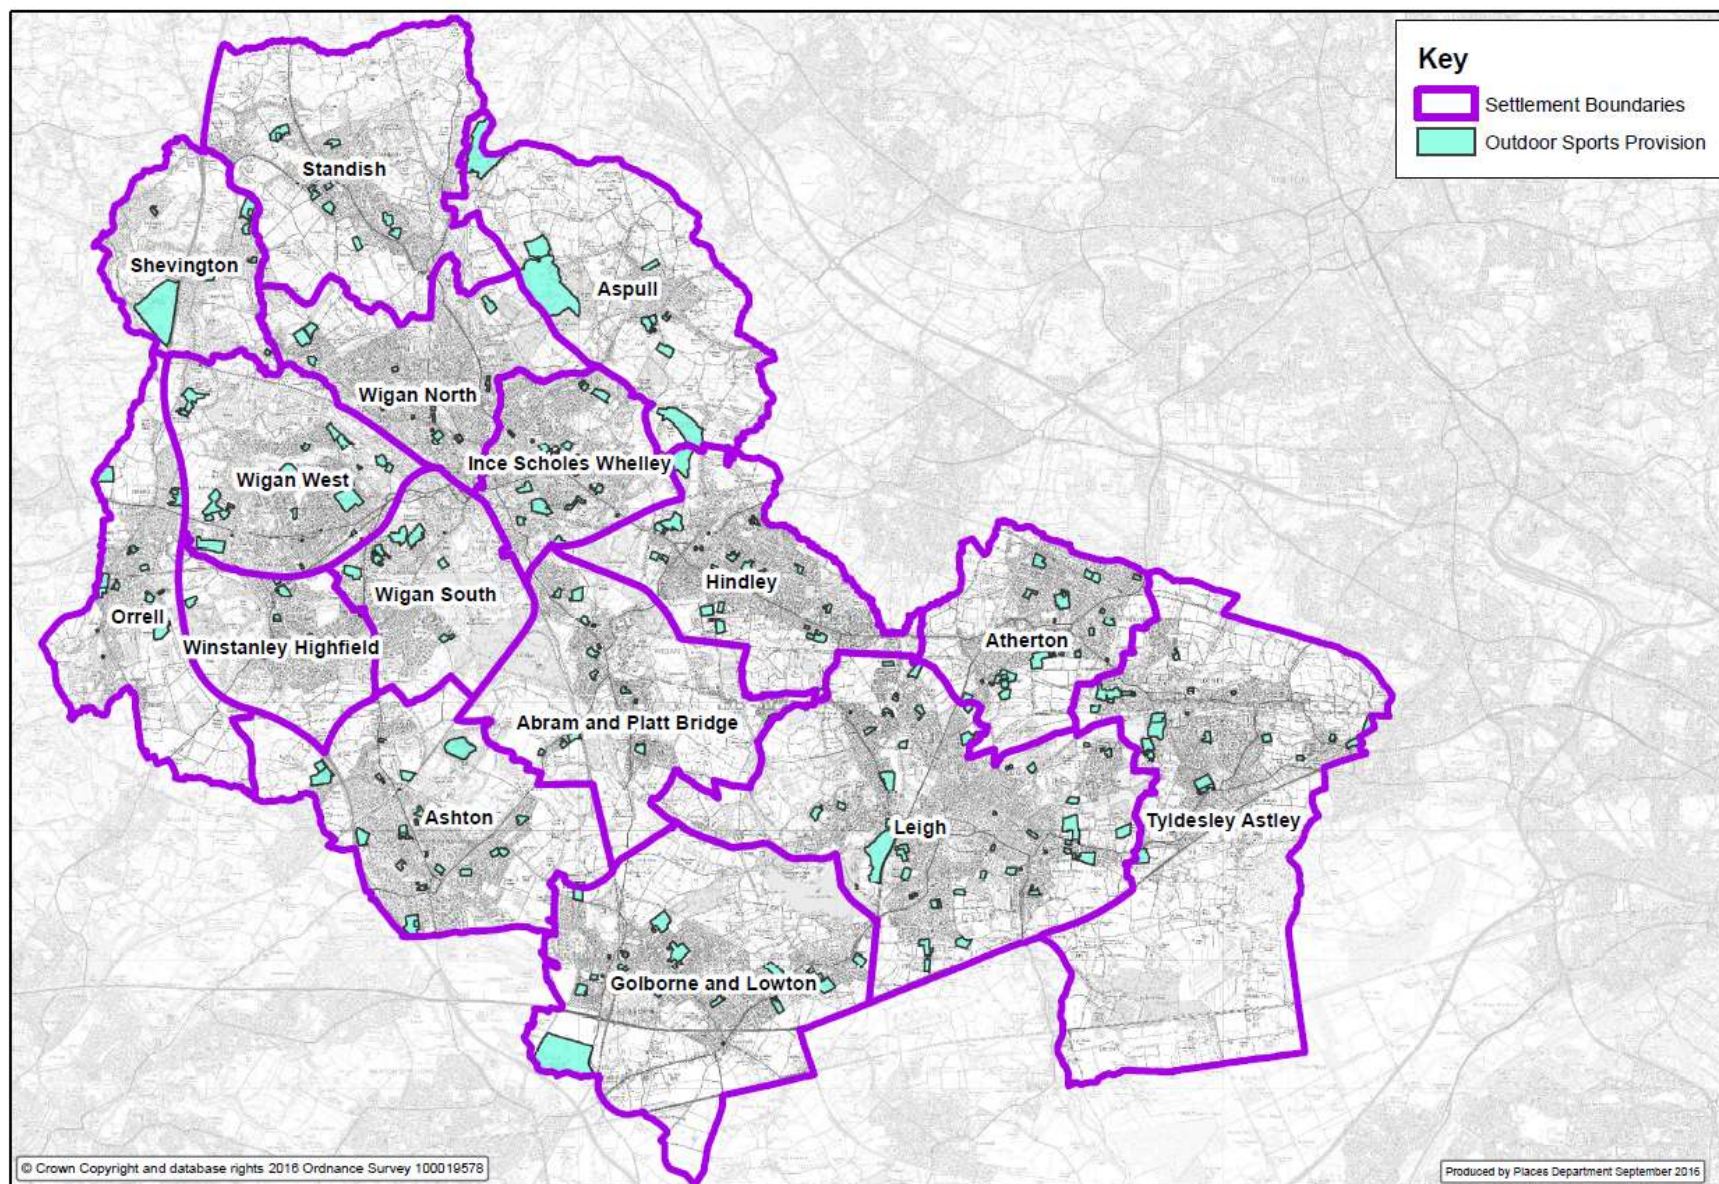 Key
Settlement Boundaries
Outdoor Sports Provision
Standish
Shevington
Aspull
Wigan North
Ince Scholes Whelley
Wigan West
Hindley
Wigan South
Orrell
Atherton
Winstanley Highfield
Abram and Platt Bridge
Ashton
Leigh
Tyldesley Astley
Golborne and Lowton
© Crown Copyright and database rights 2016 Ordnance Survey 100019578
Produced by Places Department September 2016